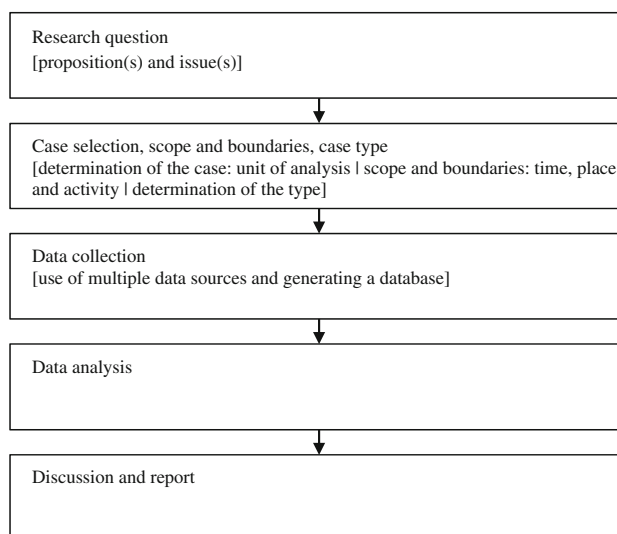 Research question
[proposition(s) and issue(s)]
Case selection, scope and boundaries, case type
[determination of the case: unit of analysis | scope and boundaries: time, place
and activity | determination of the type]
Data collection
[use of multiple data sources and generating a database]
Data analysis
Discussion and report